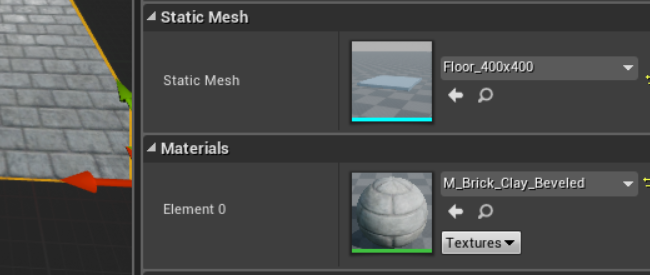 Static Mesh
Static Mesh
Floor_400x400
Materials
Element 0
M_Brick_Clay_Beveled
Textures